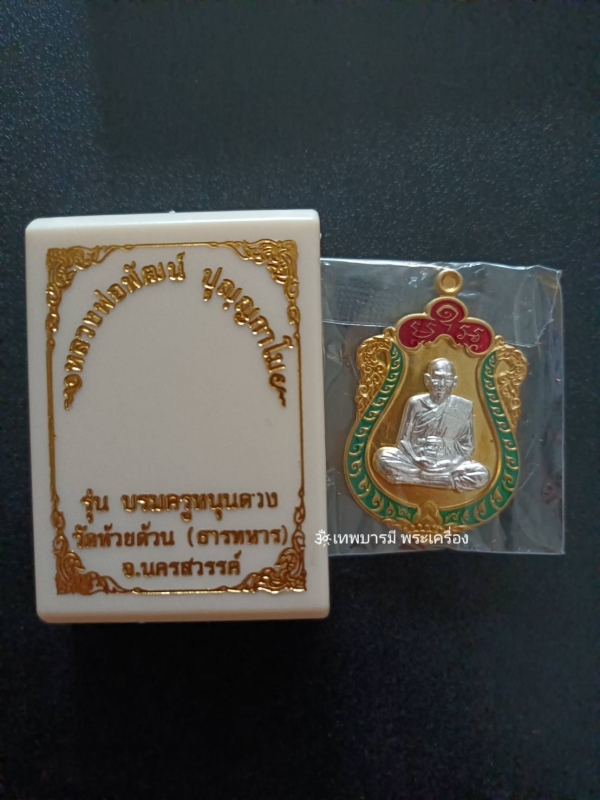 หลวงพ่อพัฒน์ ปุญฺญกาโม
รุ่น บรมครูหนุนดวง
วัดห้วยด้วน (ธารทหาร)
จ.นครสวรรค์
เทพบารมี พระเครื่อง